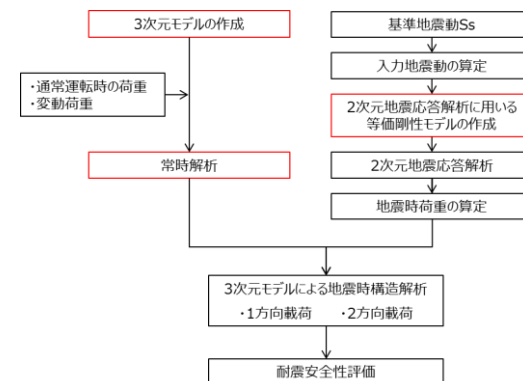 3次元モデルの作成
・通常運転時の荷重
・変動荷重
常時解析
基準地震動Ss
入力地震動の算定
2次元地震応答解析に用いる
等価剛性モデルの作成
2次元地震応答解析
地震時荷重の算定
3次元モデルによる地震時構造解析
・1方向載荷　・2方向載荷
耐震安全性評価